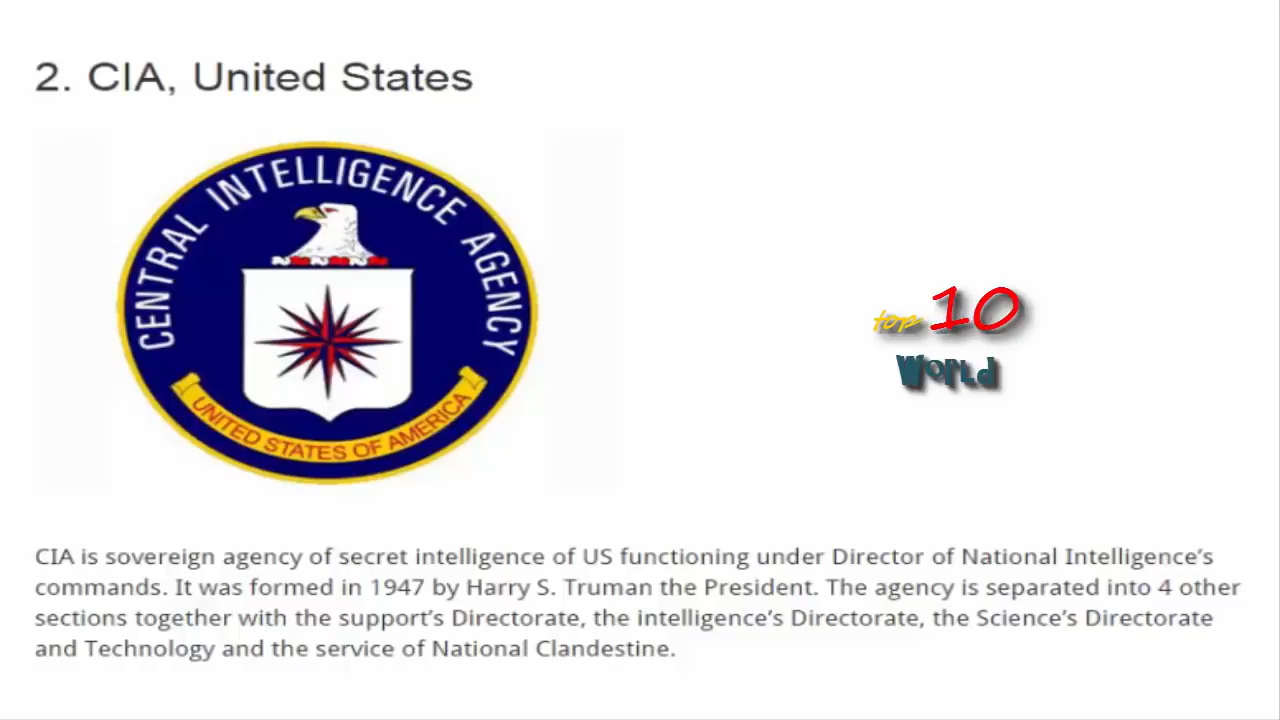 2. CIA, United States
CENTRAL INTELLIGENCE AGENCY
UNITED STATES OF AMERICA
top 10
World
CIA is sovereign agency of secret intelligence of US functioning under Director of National Intelligence’s
commands. It was formed in 1947 by Harry S. Truman the President. The agency is separated into 4 other
sections together with the support’s Directorate, the intelligence’s Directorate, the Science’s Directorate
and Technology and the service of National Clandestine.